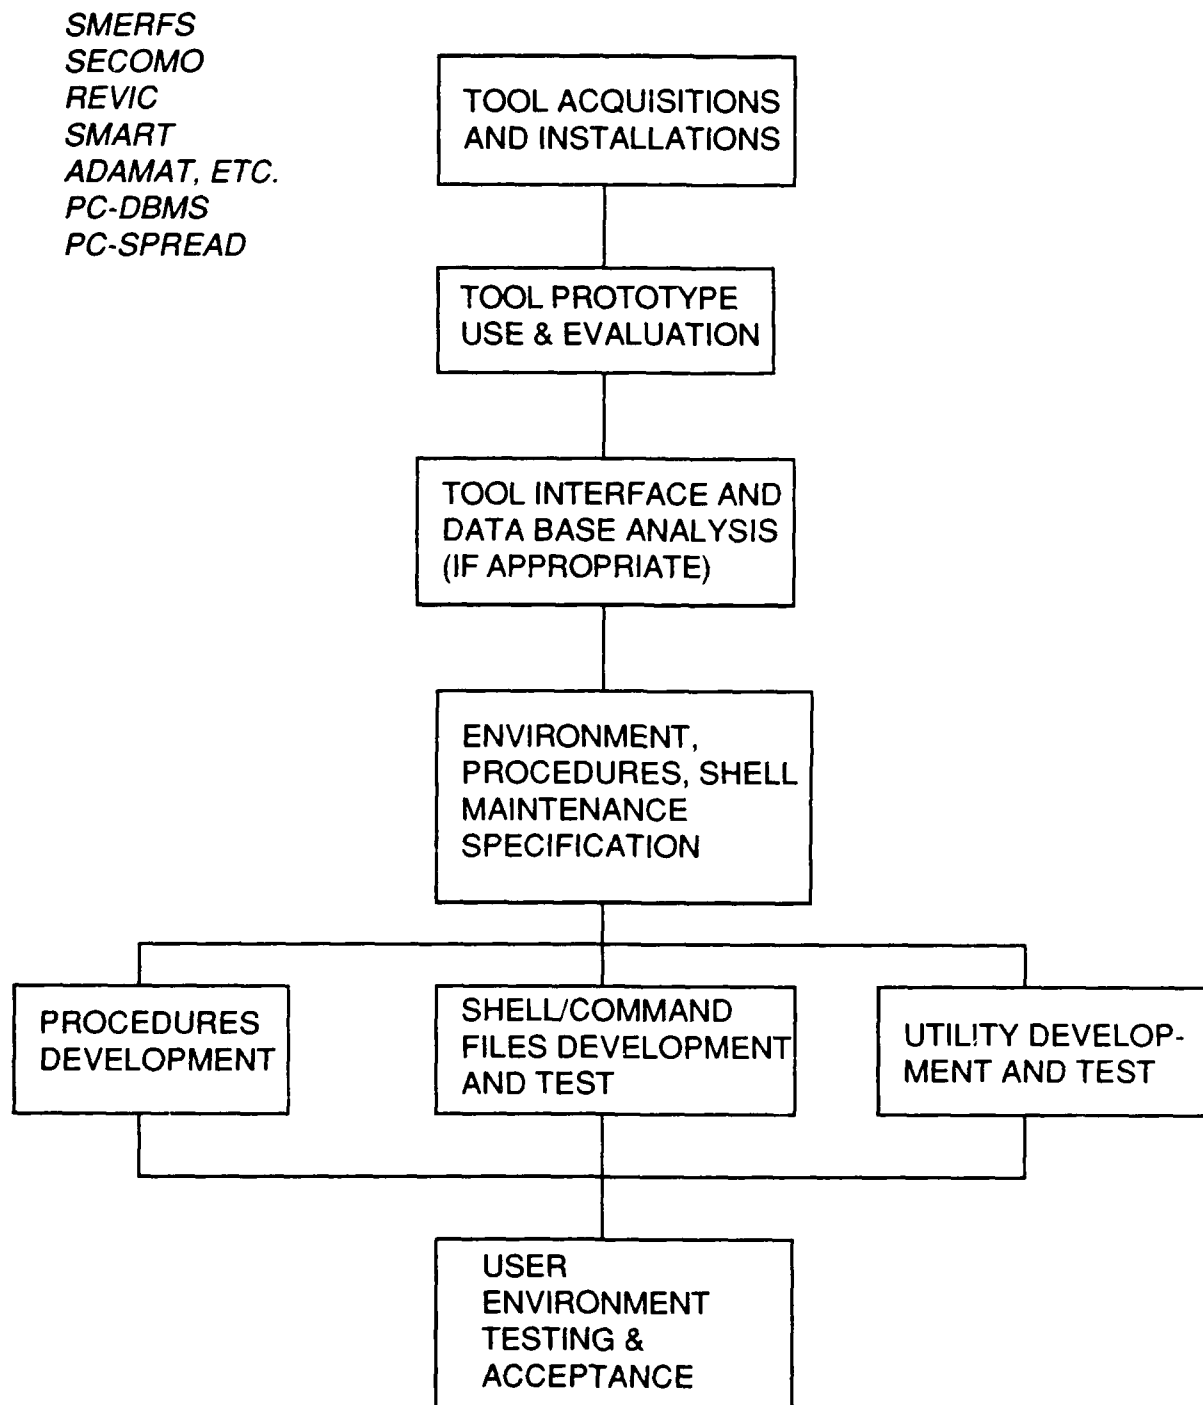 SMERFS
SECOMO
REVIC
SMART
ADAMAT, ETC.
PC-DBMS
PC-SPREAD
TOOL ACQUISITIONS
AND INSTALLATIONS
TOOL PROTOTYPE
USE & EVALUATION
TOOL INTERFACE AND
DATA BASE ANALYSIS
(IF APPROPRIATE)
ENVIRONMENT,
PROCEDURES, SHELL
MAINTENANCE
SPECIFICATION
PROCEDURES
DEVELOPMENT
SHELL/COMMAND
FILES DEVELOPMENT
AND TEST
UTILITY DEVELOP-
MENT AND TEST
USER
ENVIRONMENT
TESTING &
ACCEPTANCE